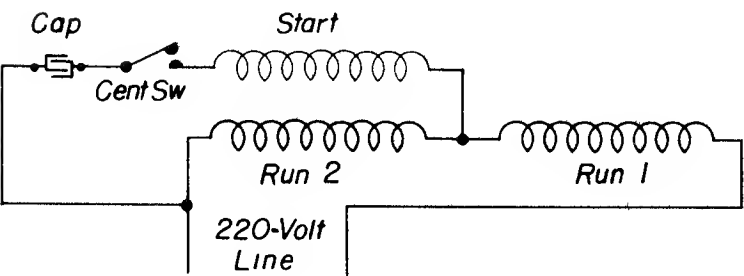 Cap
Start
Cent Sw
Run 2
Run 1
220-Volt
Line